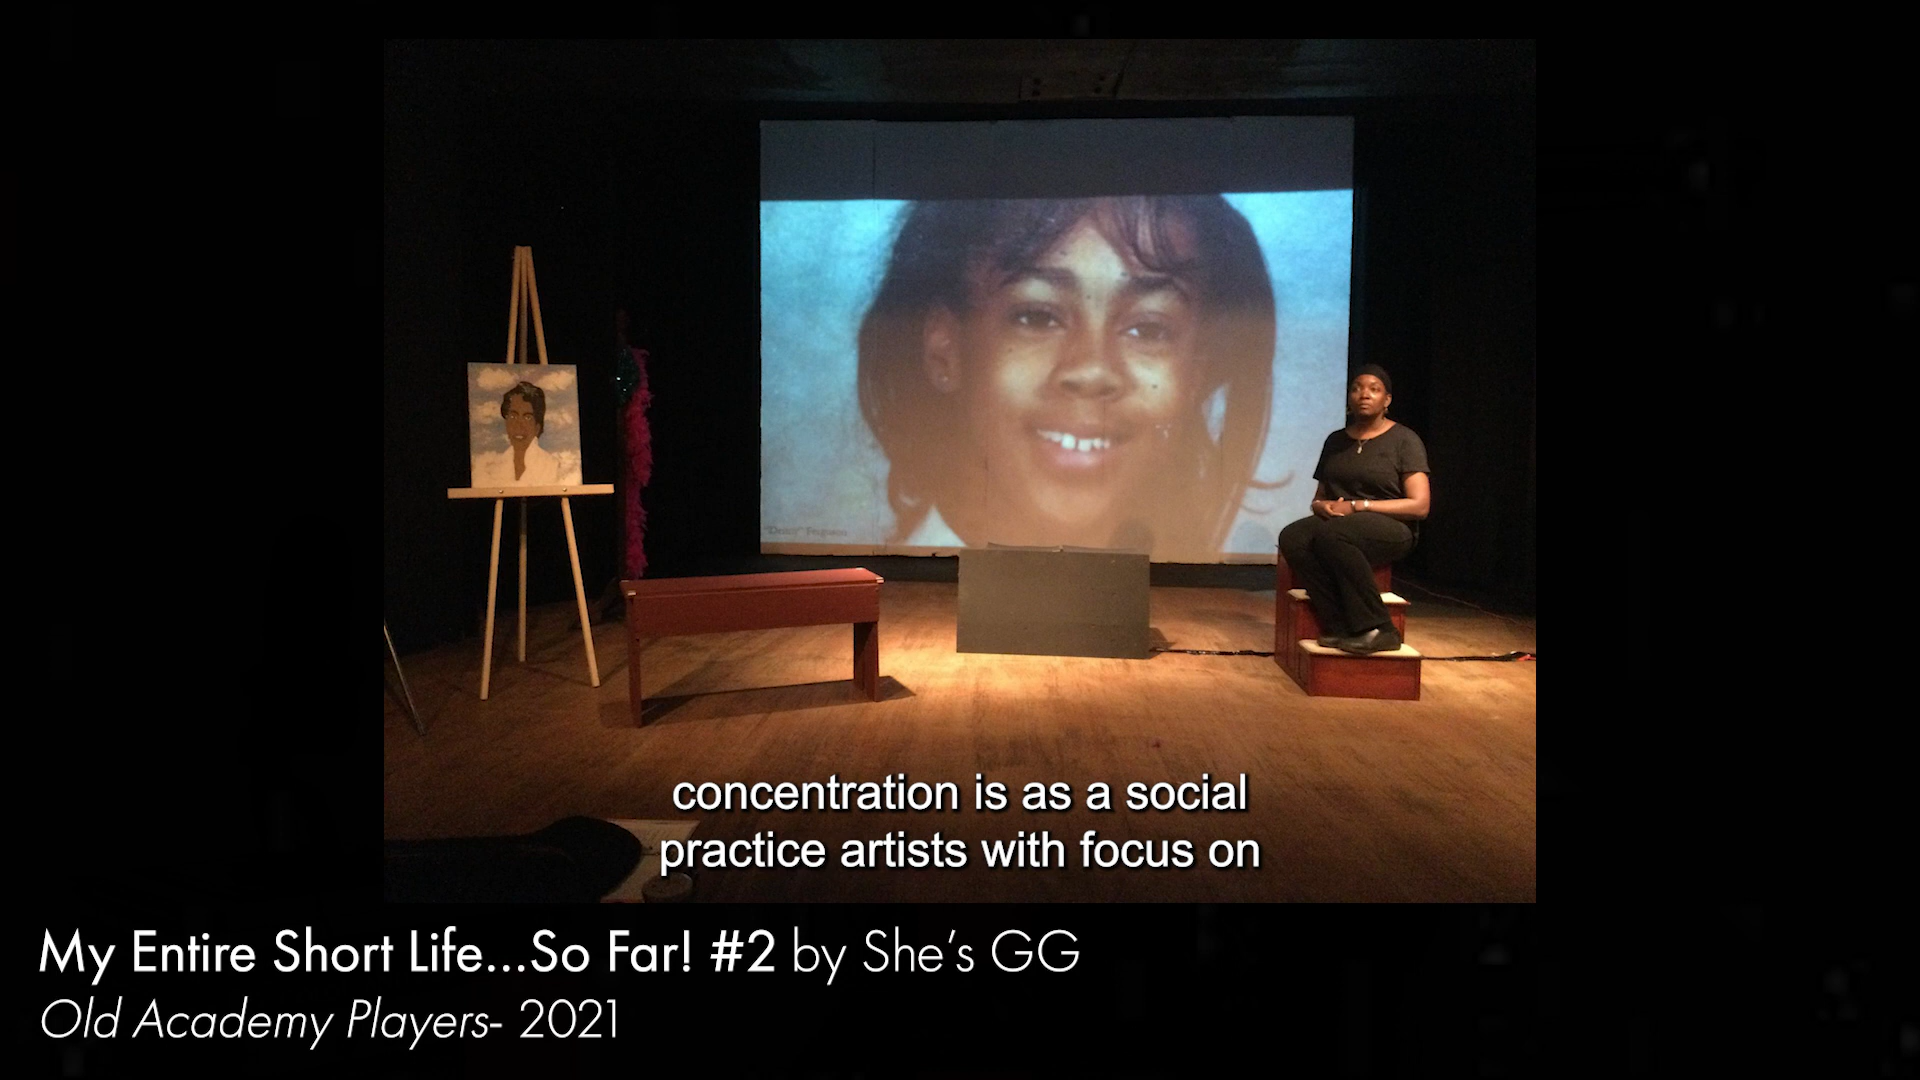 concentration is as a social
practice artists with focus on
My Entire Short Life...So Far! #2 by She's GG
Old Academy Players- 2021